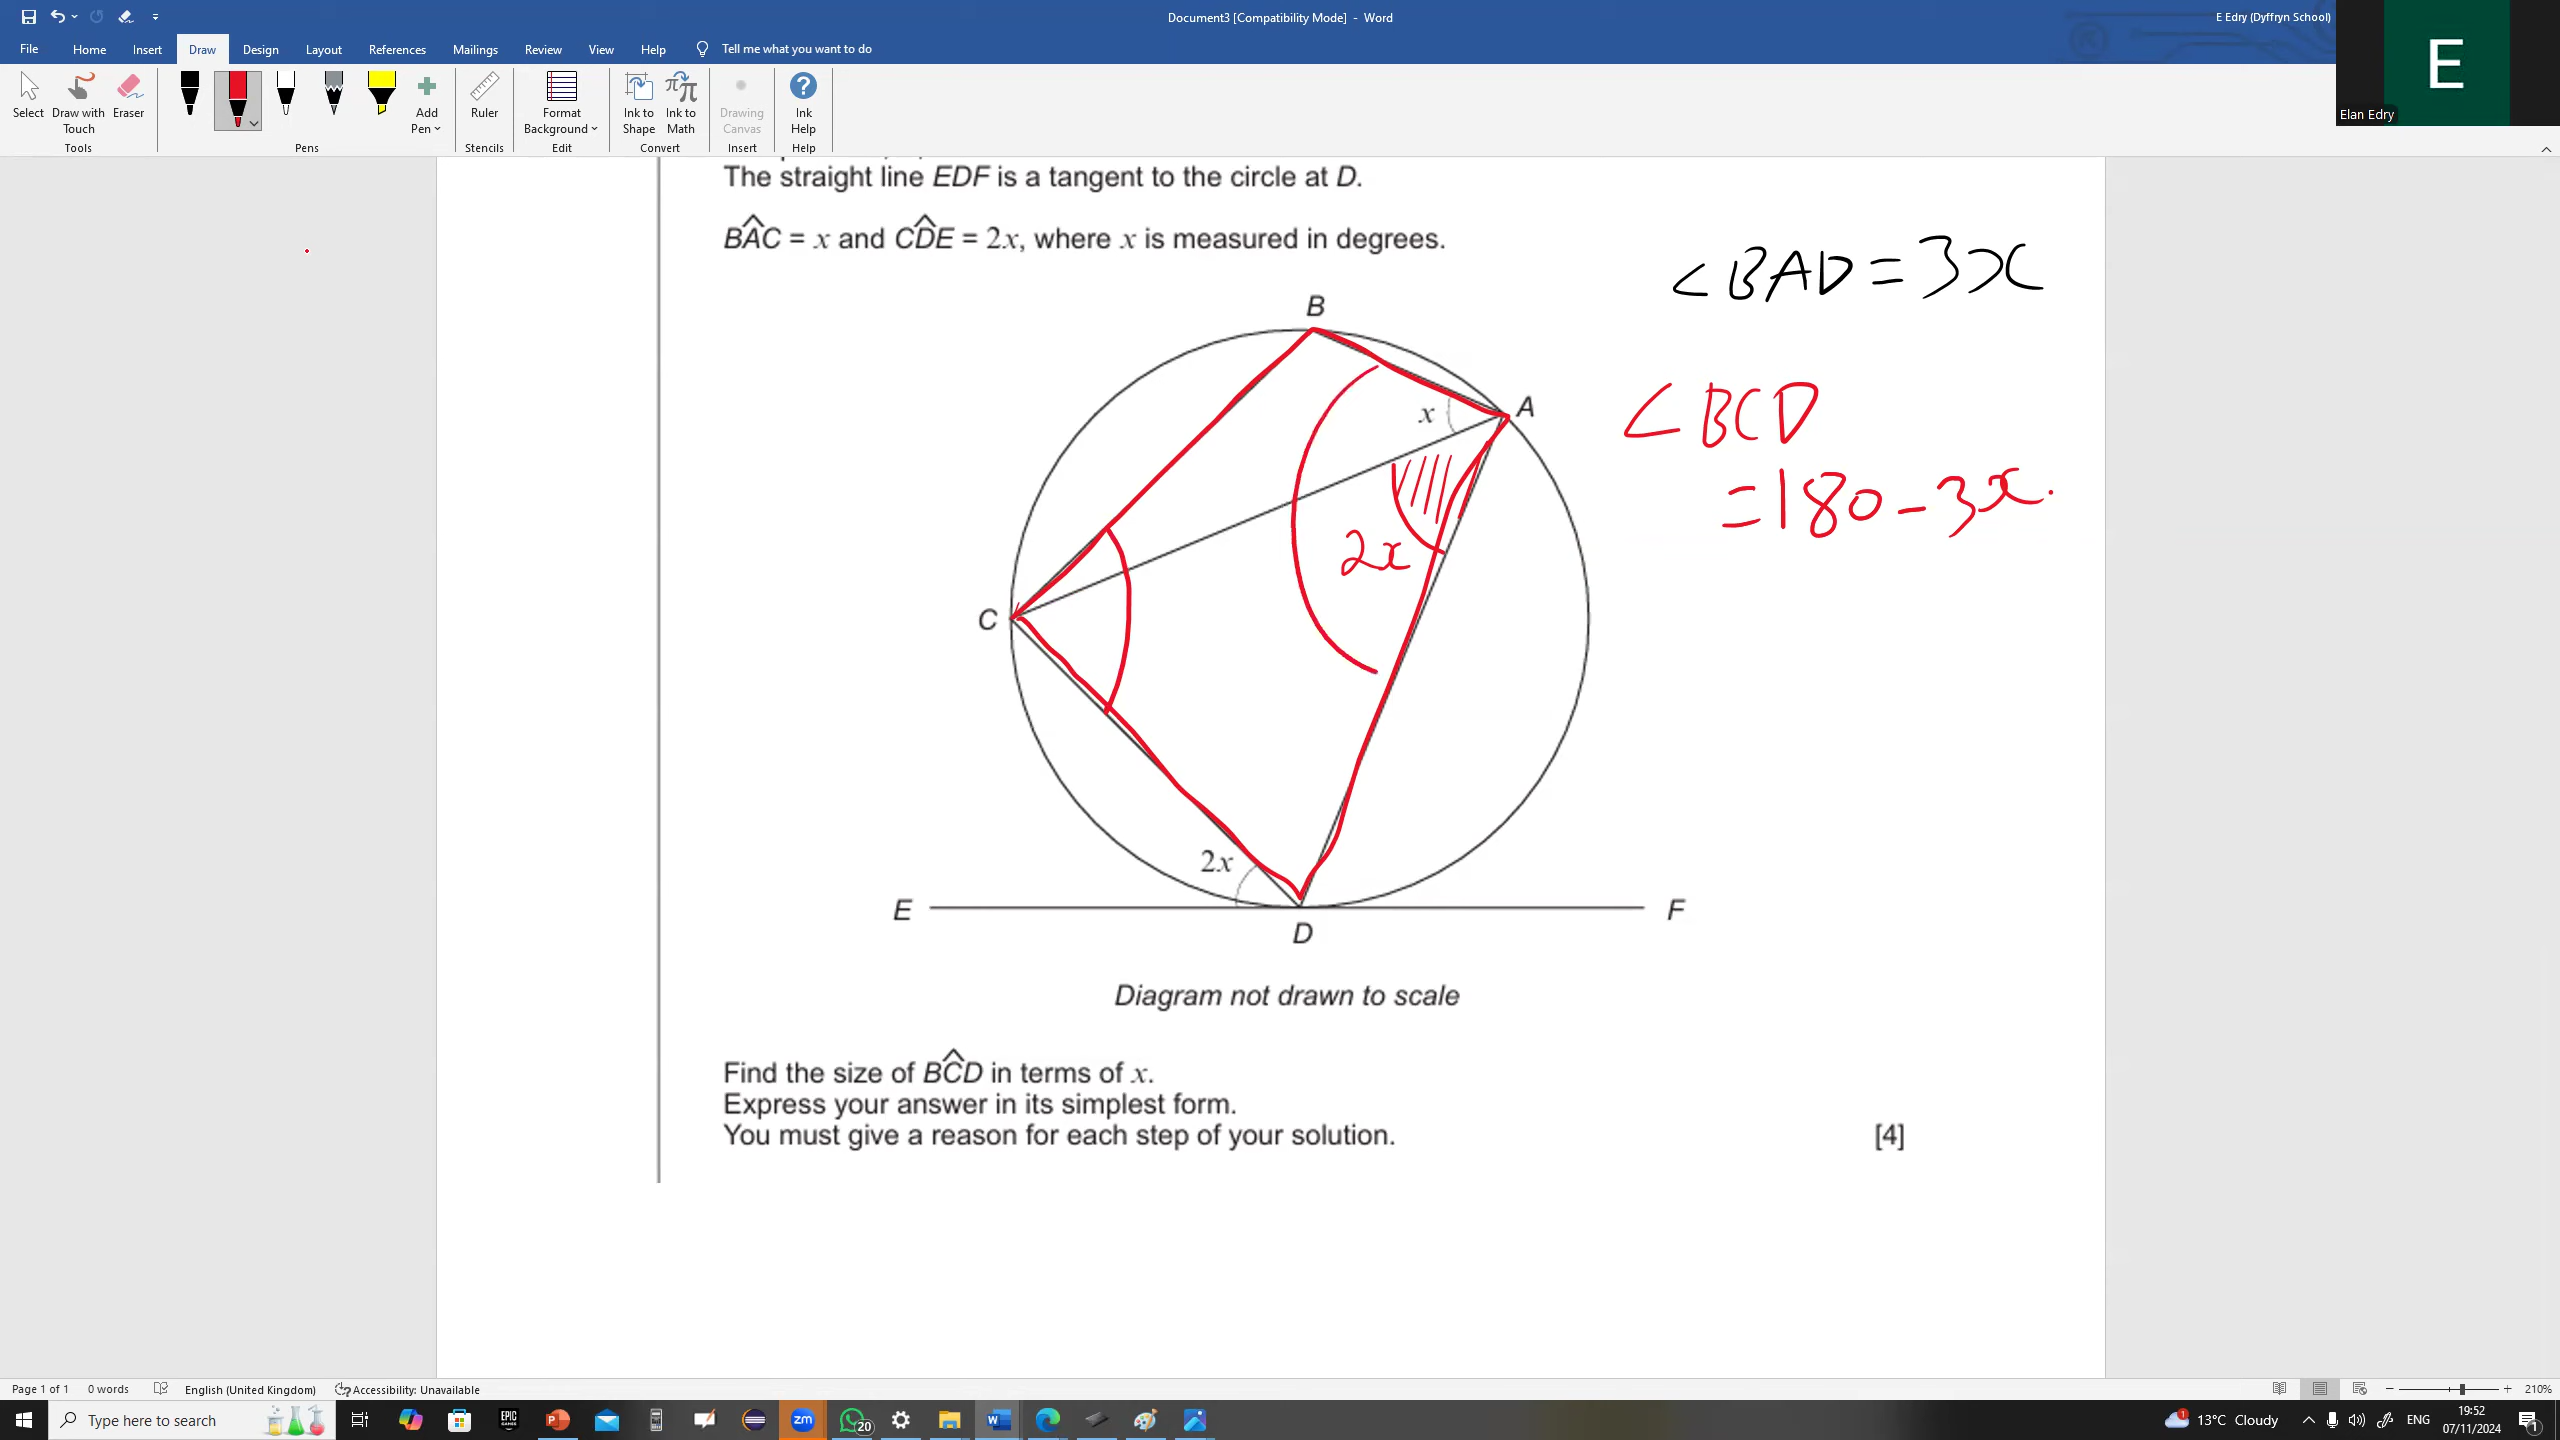 Document3 [Compatibility Mode] - Word
E Edry (Dyffryn School)
File Home Insert Draw Design Layout References Mailings Review View Help Tell me what you want to do
E
Elan Edry
Select
Draw with Touch
Eraser
Add Pen
Ruler
Format Background
Ink to Shape
Ink to Math
Drawing Canvas
Ink Help
Tools Pens Stencils Edit Convert Insert Help
The straight line EDF is a tangent to the circle at D.
BÂC = x and CD̂E = 2x, where x is measured in degrees.
<BAD = 3x
B
A
x
<BCD
= 180 - 3x.
2x
C
2x
E
F
D
Diagram not drawn to scale
Find the size of BĈD in terms of x.
Express your answer in its simplest form.
You must give a reason for each step of your solution. [4]
Page 1 of 1 0 words English (United Kingdom) Accessibility: Unavailable 210%
Type here to search
EPIC GAMES
zm
20
13°C Cloudy
ENG
19:52
07/11/2024
1